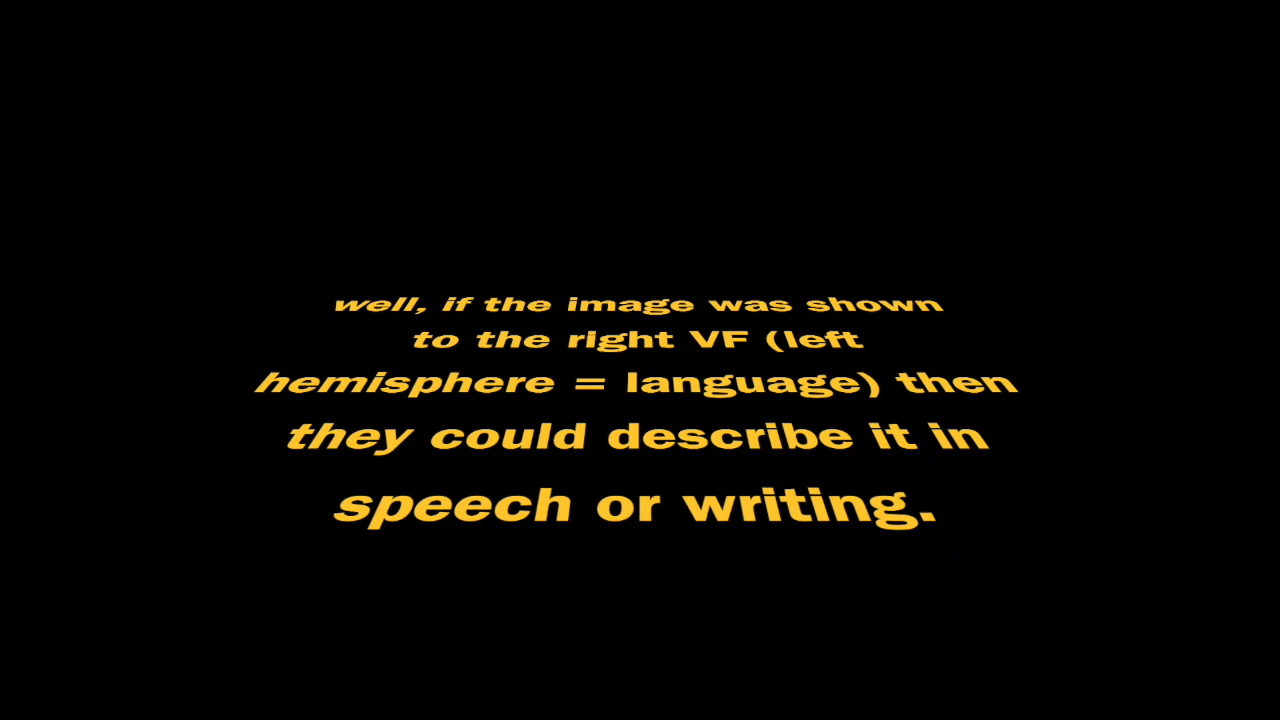 well, if the image was shown
to the right VF (left
hemisphere = language) then
they could describe it in
speech or writing.